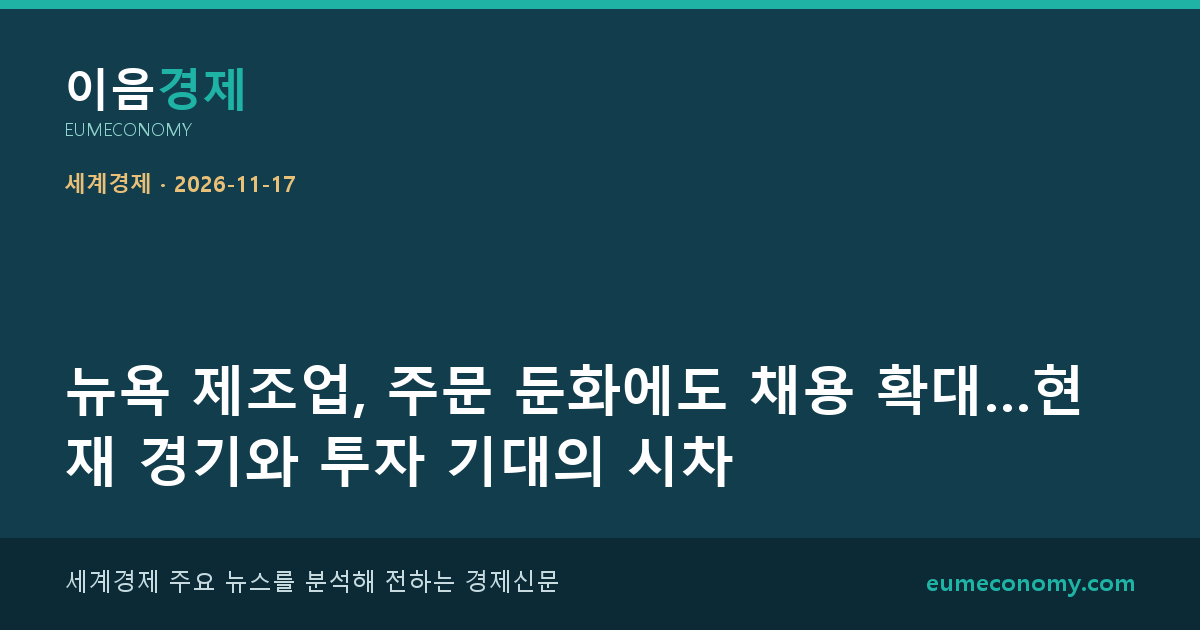 이음경제
EUMECONOMY
세계경제 · 2026-11-17
뉴욕 제조업, 주문 둔화에도 채용 확대…현
재 경기와 투자 기대의 시차
세계경제 주요 뉴스를 분석해 전하는 경제신문
eumeconomy.com